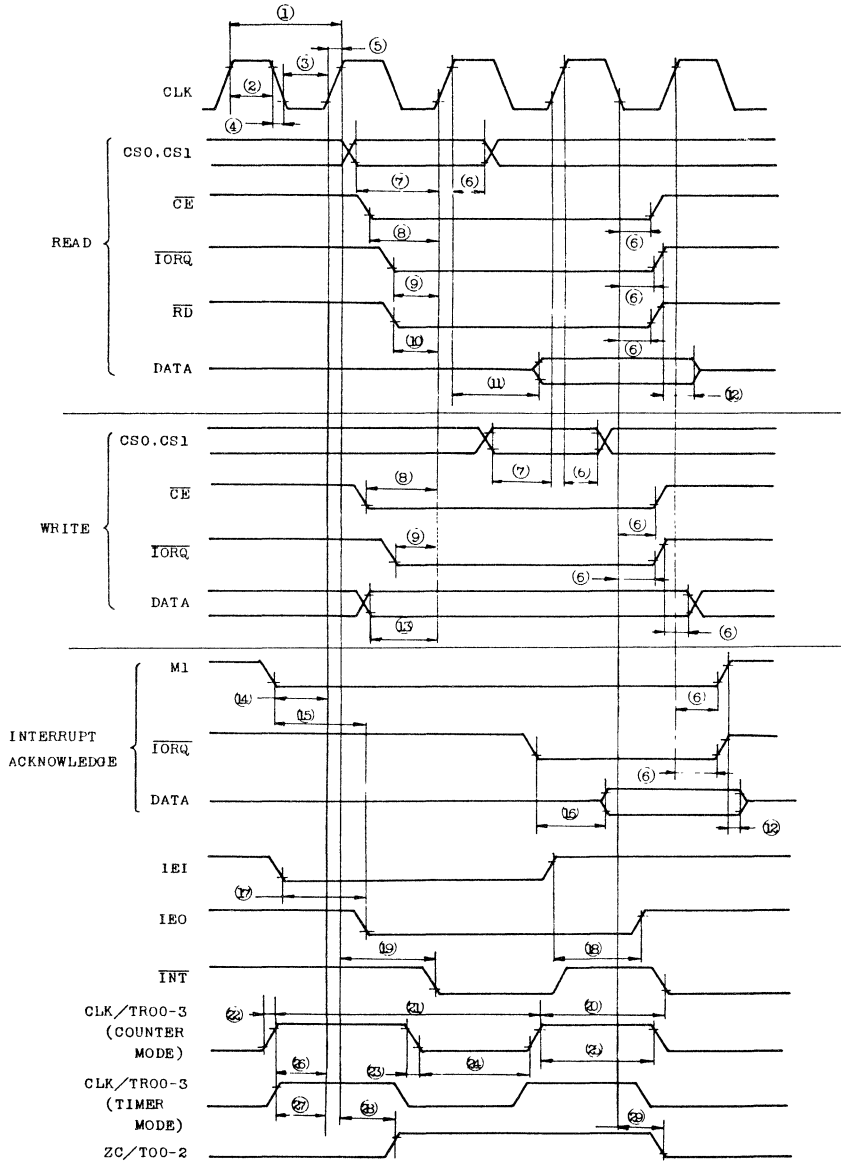 ①
② ③ ⑤
CLK
④
CS0.CS1
⑦ ⑥
CE
⑧ ⑥
READ
IORQ
⑨ ⑥
RD
⑩ ⑥
DATA
⑪ ⑫
CS0.CS1
⑦ ⑥
CE
⑧ ⑥
WRITE
IORQ
⑨ ⑥
DATA
⑬ ⑥
M1
⑭ ⑥
⑮
INTERRUPT
ACKNOWLEDGE
IORQ
⑥
DATA
⑯ ⑫
IEI
⑰
IEO
⑲ ⑱
INT
CLK/TRO0-3
(COUNTER
MODE)
㉒ ㉑ ⑳
㉖ ㉓ ㉔ ㉕
CLK/TRO0-3
(TIMER
MODE)
㉗ ㉘ ㉙
ZC/TO0-2